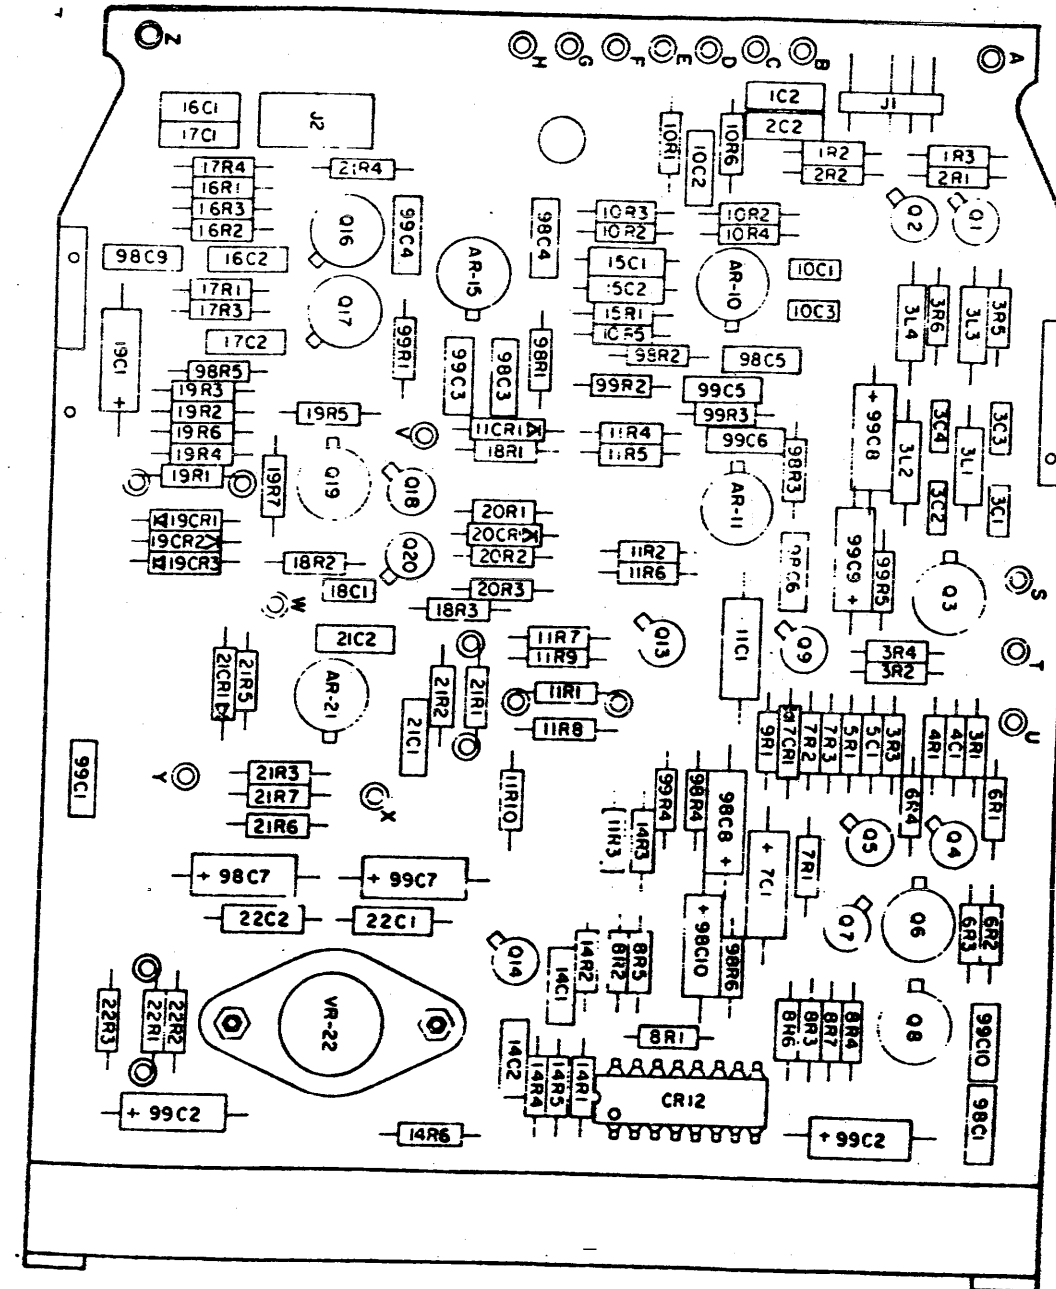 Z
H
G
F
E
D
C
B
A
16C1
17C1
J2
1C2
2C2
J1
10R1
10C2
10R6
1R2
2R2
1R3
2R1
17R4
16R1
16R3
16R2
21R4
Q16
99C4
98C4
AR-15
10R3
10R2
15C1
15C2
15R1
10R2
10R4
AR-10
10C1
10C3
Q2
Q1
98C9
16C2
17R1
17R3
17C2
Q17
99R1
99C3
98C3
98R1
98R2
98C5
99R2
99C5
99R3
99C6
3L4
3R6
3L3
3R5
19C1 +
98R5
19R3
19R2
19R6
19R4
19R1
19R5
V
11CR1
18R1
11R4
11R5
+ 99C8
3C4
3C3
3L2
3L1
3C2
3C1
19R7
Q19
Q18
AR-11
98R3
19CR1
19CR2
19CR3
20R1
20R2
Q20
18R2
18C1
20R3
18R3
11R2
11R6
99C9 +
99R5
Q3
S
W
21C2
11R7
11R9
Q13
11C1
Q9
3R4
3R2
T
21CR1
21R5
AR-21
21R2
21R1
21C1
11R1
11R8
9R1
7CR1
7R2
7R3
5R1
5C1
3R3
4R1
4C1
3R1
U
99C1
Y
21R3
21R7
21R6
X
11R10
99R4
98R4
98C8 +
11R3
14R3
+ 7C1
7R1
Q5
6R4
Q4
6R1
+ 98C7
+ 99C7
22C2
22C1
Q14
14C1
14R2
8R2
8R5
+ 98C10
98R6
Q7
Q6
6R3
6R2
22R3
22R1
22R2
VR-22
14C2
8R1
8R6
8R3
8R7
8R4
Q8
99C10
98C1
14R4
14R5
14R1
CR12
+ 99C2
14R6
+ 99C2